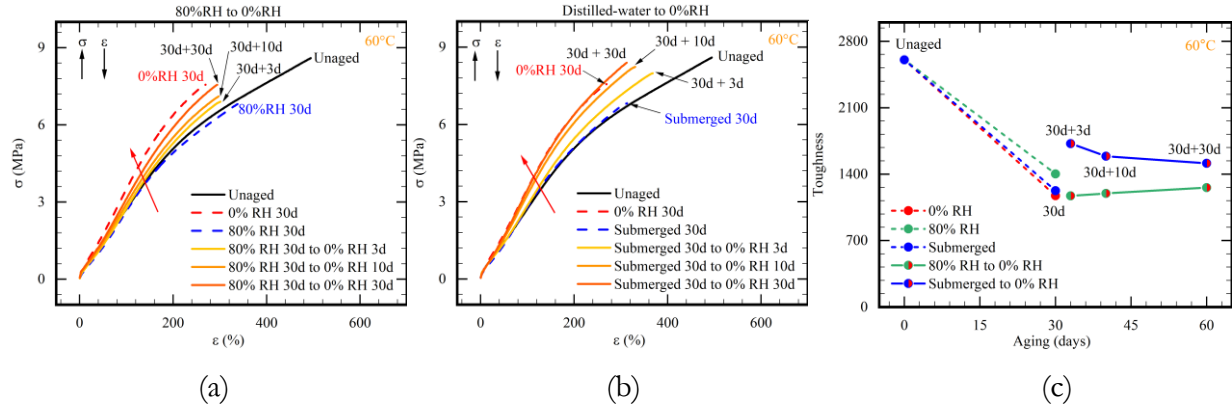 80%RH to 0%RH
60°C
σ ε
30d+30d
30d+10d
30d+3d
Unaged
0%RH 30d
80%RH 30d
Unaged
0% RH 30d
80% RH 30d
80% RH 30d to 0% RH 3d
80% RH 30d to 0% RH 10d
80% RH 30d to 0% RH 30d
9
6
3
0
σ (MPa)
0 200 400 600
ε (%)
(a)
Distilled-water to 0%RH
60°C
σ ε
30d + 30d
30d + 10d
Unaged
0%RH 30d
30d + 3d
Submerged 30d
Unaged
0% RH 30d
Submerged 30d
Submerged 30d to 0% RH 3d
Submerged 30d to 0% RH 10d
Submerged 30d to 0% RH 30d
9
6
3
0
σ (MPa)
0 200 400 600
ε (%)
(b)
60°C
Unaged
30d+3d
30d+30d
30d+10d
30d
0% RH
80% RH
Submerged
80% RH to 0% RH
Submerged to 0% RH
2800
2100
1400
700
0
Toughness
0 15 30 45 60
Aging (days)
(c)